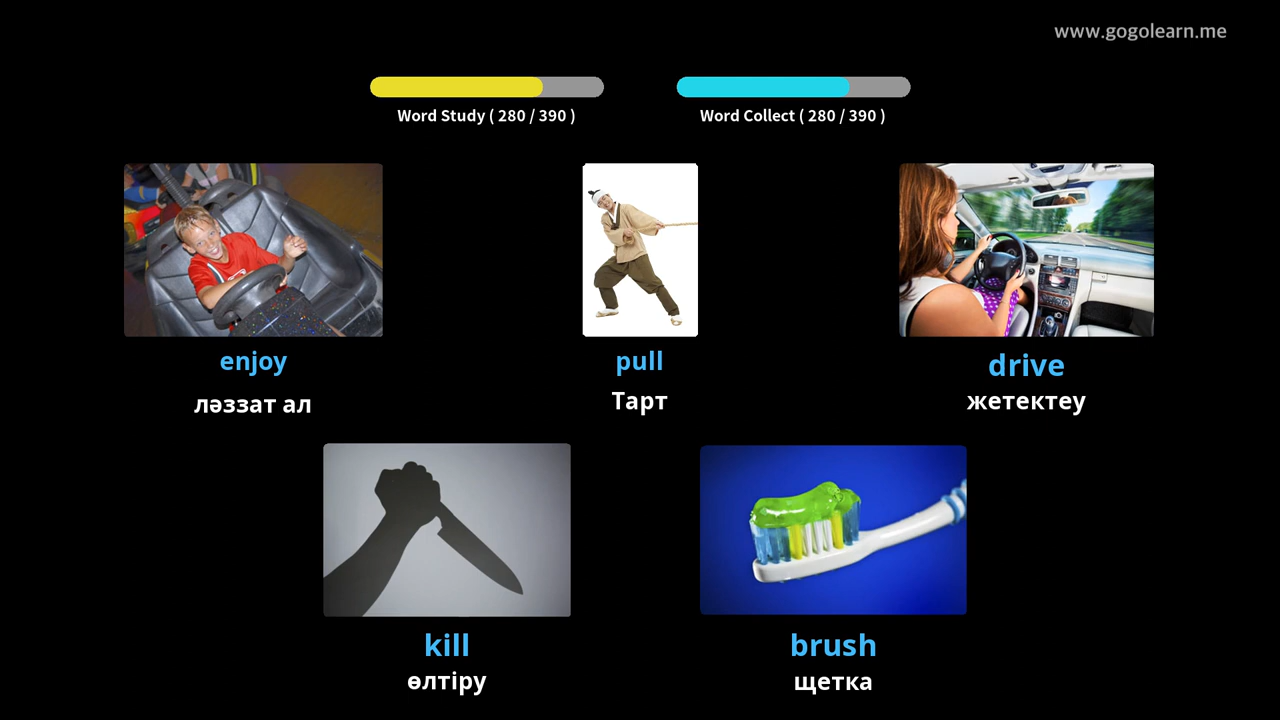 www.gogolearn.me
Word Study ( 280 / 390 )
Word Collect ( 280 / 390 )
enjoy
ләззат ал
pull
Тарт
drive
жетектеу
kill
өлтіру
brush
щетка